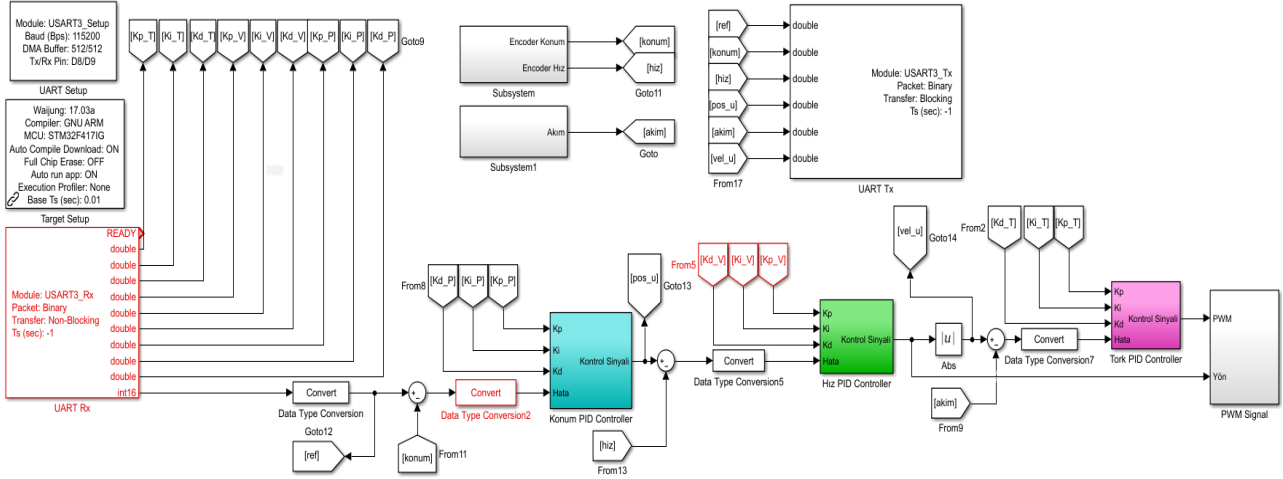 Module: USART3_Setup
Baud (Bps): 115200
DMA Buffer: 512/512
Tx/Rx Pin: D8/D9
UART Setup
[Kp_T]
[Ki_T]
[Kd_T]
[Kp_V]
[Ki_V]
[Kd_V]
[Kp_P]
[Ki_P]
[Kd_P]
Goto9
Waijung: 17.03a
Compiler: GNU ARM
MCU: STM32F417IG
Auto Compile Download: ON
Full Chip Erase: OFF
Auto run app: ON
Execution Profiler: None
Base Ts (sec): 0.01
Target Setup
Encoder Konum
Encoder Hız
Subsystem
[konum]
[hiz]
Goto11
Akım
Subsystem1
[akim]
Goto
[ref]
[konum]
[hiz]
[pos_u]
[akim]
[vel_u]
From17
double
double
double
double
double
double
Module: USART3_Tx
Packet: Binary
Transfer: Blocking
Ts (sec): -1
UART Tx
READY
double
double
double
double
double
double
double
double
double
int16
Module: USART3_Rx
Packet: Binary
Transfer: Non-Blocking
Ts (sec): -1
UART Rx
Convert
Data Type Conversion
Goto12
[ref]
[konum]
From11
Convert
Data Type Conversion2
From8
[Kd_P]
[Ki_P]
[Kp_P]
Kp
Ki
Kd
Hata
Kontrol Sinyali
Konum PID Controller
[pos_u]
Goto13
[hiz]
From13
Convert
Data Type Conversion5
From5
[Kd_V]
[Ki_V]
[Kp_V]
Kp
Ki
Kd
Hata
Kontrol Sinyali
Hız PID Controller
[vel_u]
Goto14
|u|
Abs
[akim]
From9
Convert
Data Type Conversion7
From2
[Kd_T]
[Ki_T]
[Kp_T]
Kp
Ki
Kd
Hata
Kontrol Sinyali
Tork PID Controller
PWM
Yön
PWM Signal